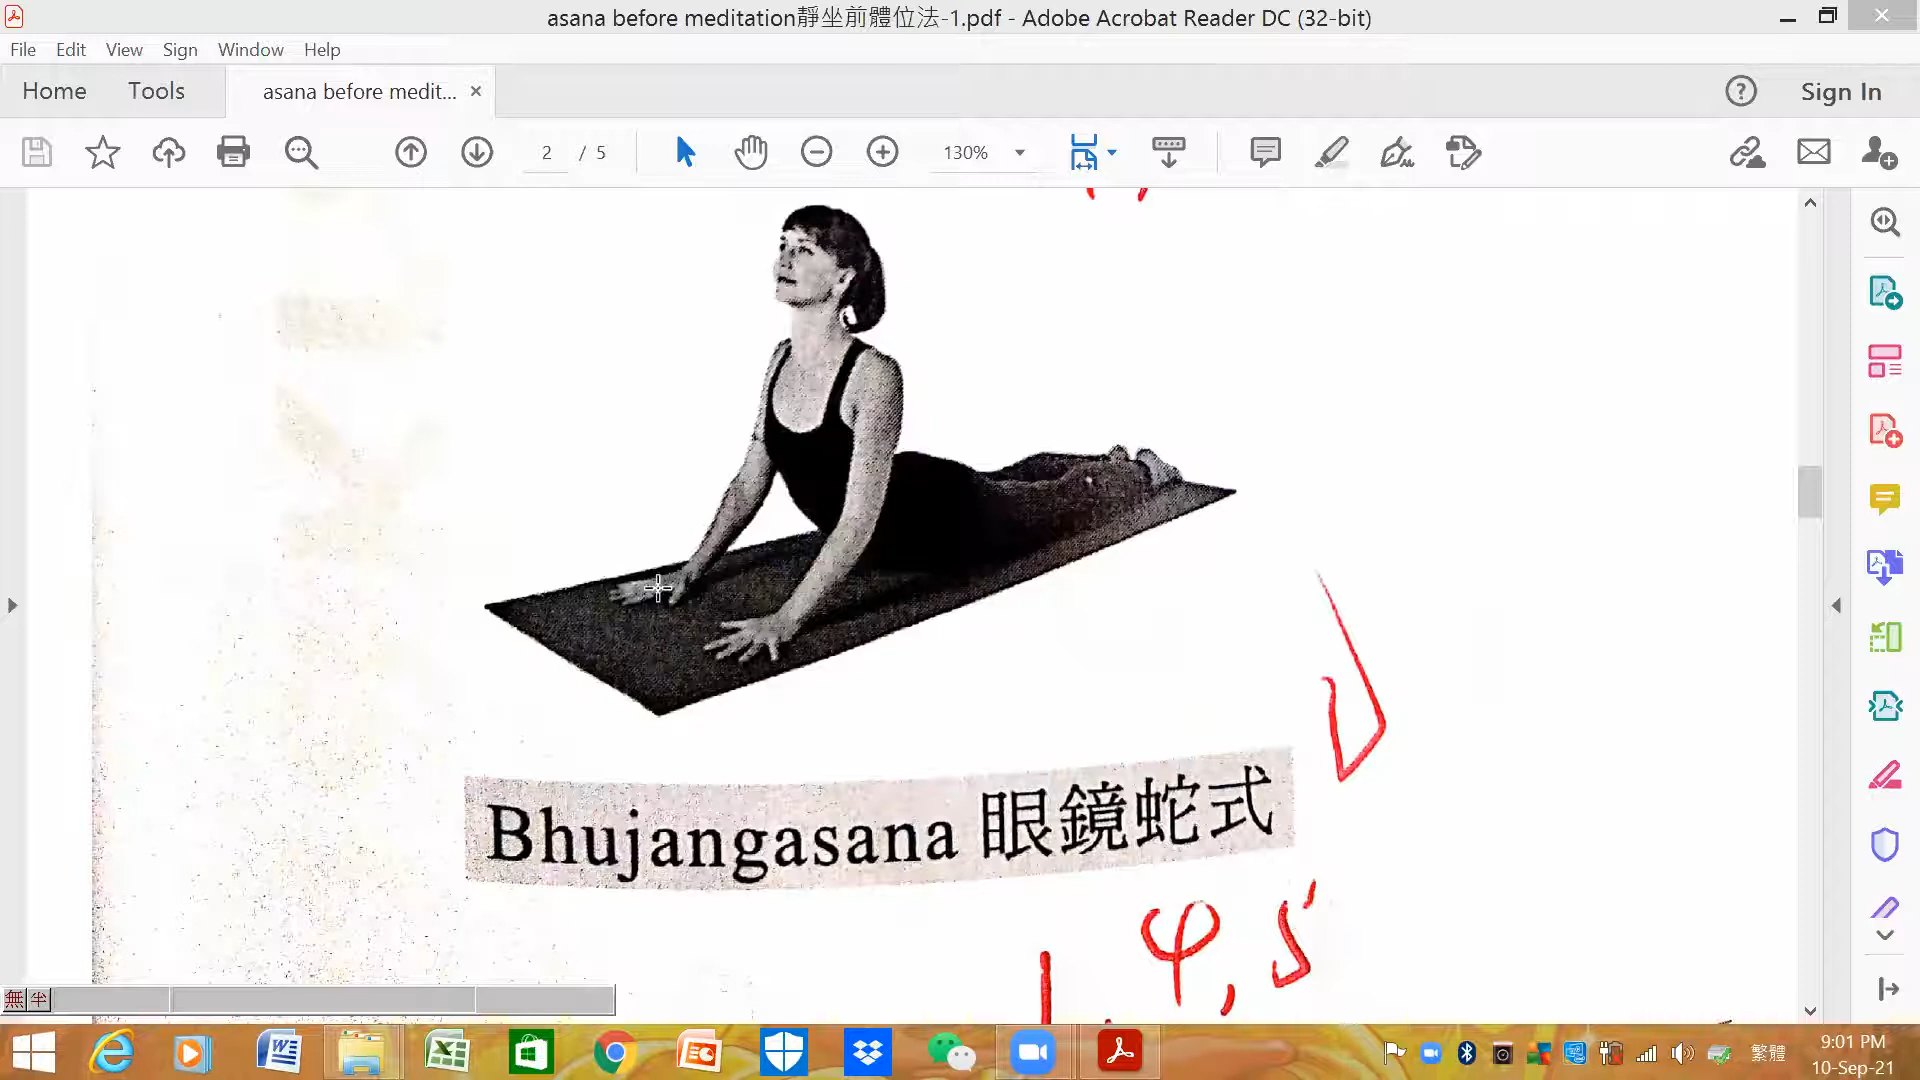 asana before meditation靜坐前體位法-1.pdf - Adobe Acrobat Reader DC (32-bit)
File Edit View Sign Window Help
Home Tools asana before medit... × Sign In
2 / 5 130%
Bhujangasana 眼鏡蛇式
φ, s'
無 半
繁體 9:01 PM
10-Sep-21